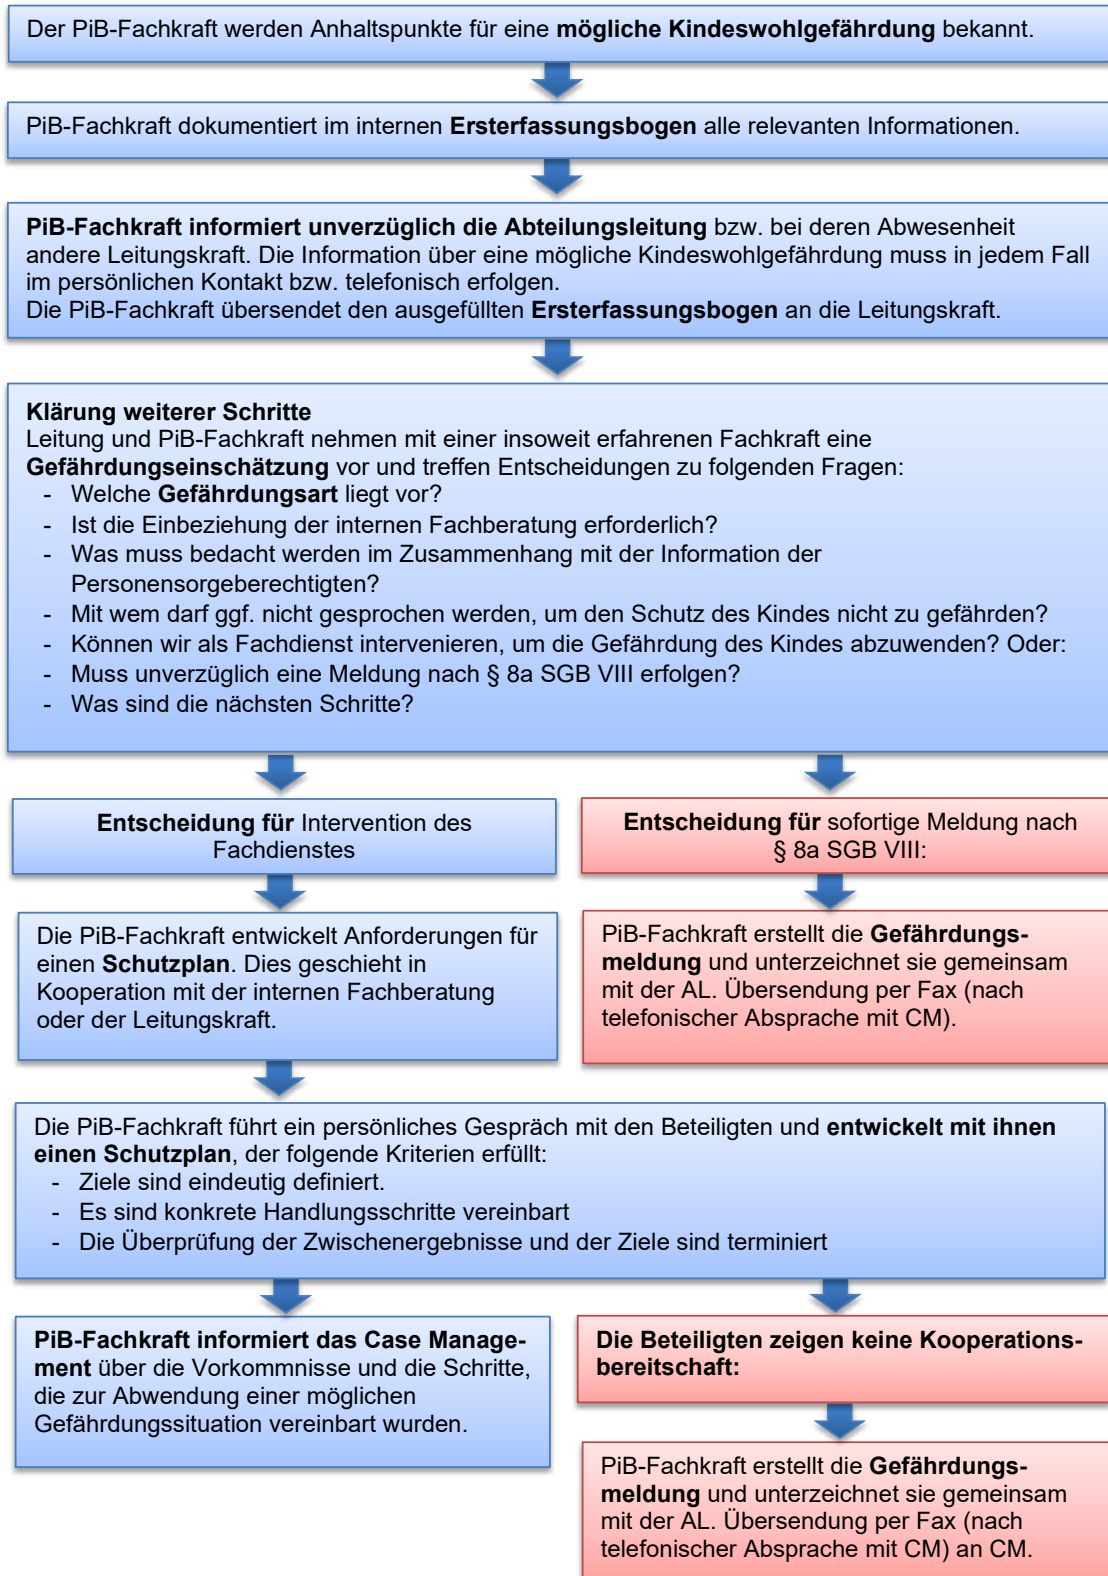 Der PiB-Fachkraft werden Anhaltspunkte für eine mögliche Kindeswohlgefährdung bekannt.
PiB-Fachkraft dokumentiert im internen Ersterfassungsbogen alle relevanten Informationen.
PiB-Fachkraft informiert unverzüglich die Abteilungsleitung bzw. bei deren Abwesenheit
andere Leitungskraft. Die Information über eine mögliche Kindeswohlgefährdung muss in jedem Fall
im persönlichen Kontakt bzw. telefonisch erfolgen.
Die PiB-Fachkraft übersendet den ausgefüllten Ersterfassungsbogen an die Leitungskraft.
Klärung weiterer Schritte
Leitung und PiB-Fachkraft nehmen mit einer insoweit erfahrenen Fachkraft eine
Gefährdungseinschätzung vor und treffen Entscheidungen zu folgenden Fragen:
- Welche Gefährdungsart liegt vor?
- Ist die Einbeziehung der internen Fachberatung erforderlich?
- Was muss bedacht werden im Zusammenhang mit der Information der
Personensorgeberechtigten?
- Mit wem darf ggf. nicht gesprochen werden, um den Schutz des Kindes nicht zu gefährden?
- Können wir als Fachdienst intervenieren, um die Gefährdung des Kindes abzuwenden? Oder:
- Muss unverzüglich eine Meldung nach § 8a SGB VIII erfolgen?
- Was sind die nächsten Schritte?
Entscheidung für Intervention des
Fachdienstes
Entscheidung für sofortige Meldung nach
§ 8a SGB VIII:
Die PiB-Fachkraft entwickelt Anforderungen für
einen Schutzplan. Dies geschieht in
Kooperation mit der internen Fachberatung
oder der Leitungskraft.
PiB-Fachkraft erstellt die Gefährdungs-
meldung und unterzeichnet sie gemeinsam
mit der AL. Übersendung per Fax (nach
telefonischer Absprache mit CM).
Die PiB-Fachkraft führt ein persönliches Gespräch mit den Beteiligten und entwickelt mit ihnen
einen Schutzplan, der folgende Kriterien erfüllt:
- Ziele sind eindeutig definiert.
- Es sind konkrete Handlungsschritte vereinbart
- Die Überprüfung der Zwischenergebnisse und der Ziele sind terminiert
PiB-Fachkraft informiert das Case Manage-
ment über die Vorkommnisse und die Schritte,
die zur Abwendung einer möglichen
Gefährdungssituation vereinbart wurden.
Die Beteiligten zeigen keine Kooperations-
bereitschaft:
PiB-Fachkraft erstellt die Gefährdungs-
meldung und unterzeichnet sie gemeinsam
mit der AL. Übersendung per Fax (nach
telefonischer Absprache mit CM) an CM.